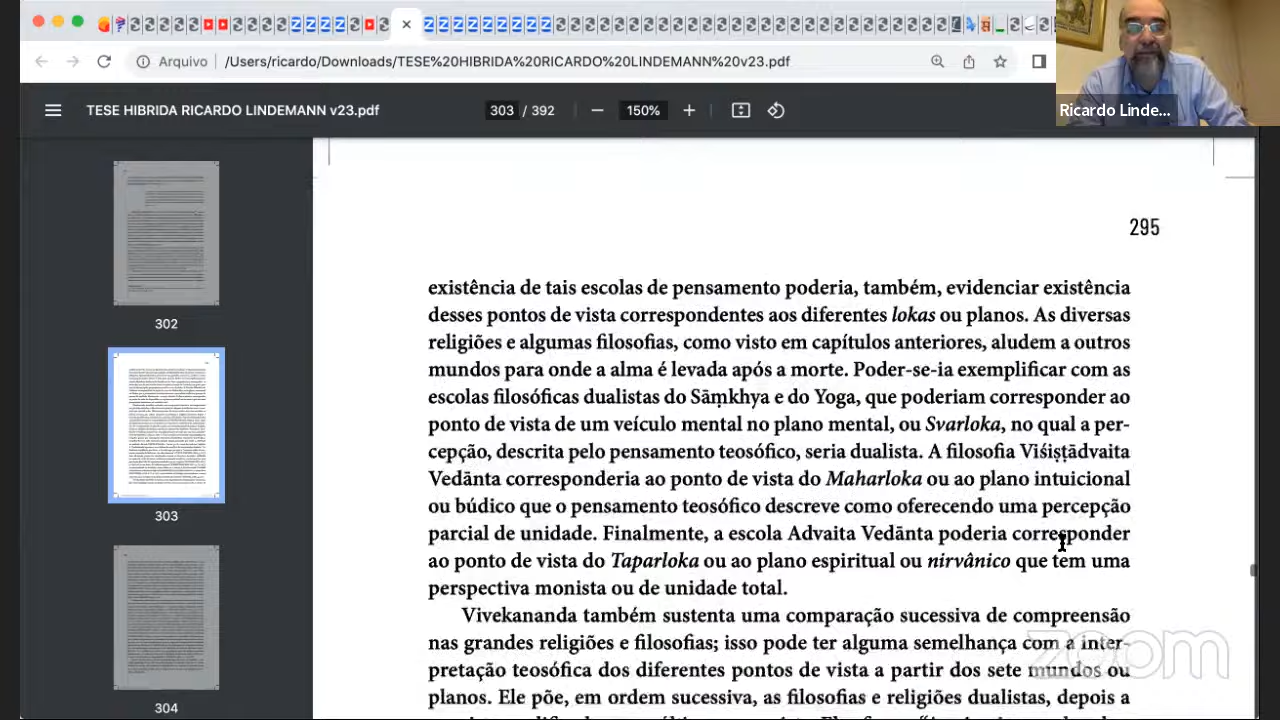 Arquivo
/Users/ricardo/Downloads/TESE%20HIBRIDA%20RICARDO%20LINDEMANN%20v23.pdf
TESE HIBRIDA RICARDO LINDEMANN v23.pdf
303 / 392
150%
Ricardo Linde...
302
303
304
295
existência de tais escolas de pensamento poderia, também, evidenciar existência
desses pontos de vista correspondentes aos diferentes lokas ou planos. As diversas
religiões e algumas filosofias, como visto em capítulos anteriores, aludem a outros
mundos para onde a alma é levada após a morte. Poder-se-ia exemplificar com as
escolas filosóficas dualistas do Saṃkhya e do Yoga, que poderiam corresponder ao
ponto de vista do veículo mental no plano mental, ou Svarloka, no qual a per-
cepção, descrita pelo pensamento teosófico, seria dualista. A filosofia Visiṣṭādvaita
Vedānta corresponderia ao ponto de vista do Maharloka ou ao plano intuicional
ou búdico que o pensamento teosófico descreve como oferecendo uma percepção
parcial de unidade. Finalmente, a escola Advaita Vedānta poderia corresponder
ao ponto de vista do Taparloka ou ao plano espiritual ou nirvânico que tem uma
perspectiva monista ou de unidade total.
Vivekananda também sustenta uma comparação sucessiva de compreensão
nas grandes religiões e filosofias; isso pode ter alguma semelhança com a inter-
pretação teosófica dos diferentes pontos de vista a partir dos sete mundos ou
planos. Ele põe, em ordem sucessiva, as filosofias e religiões dualistas, depois a
zoom